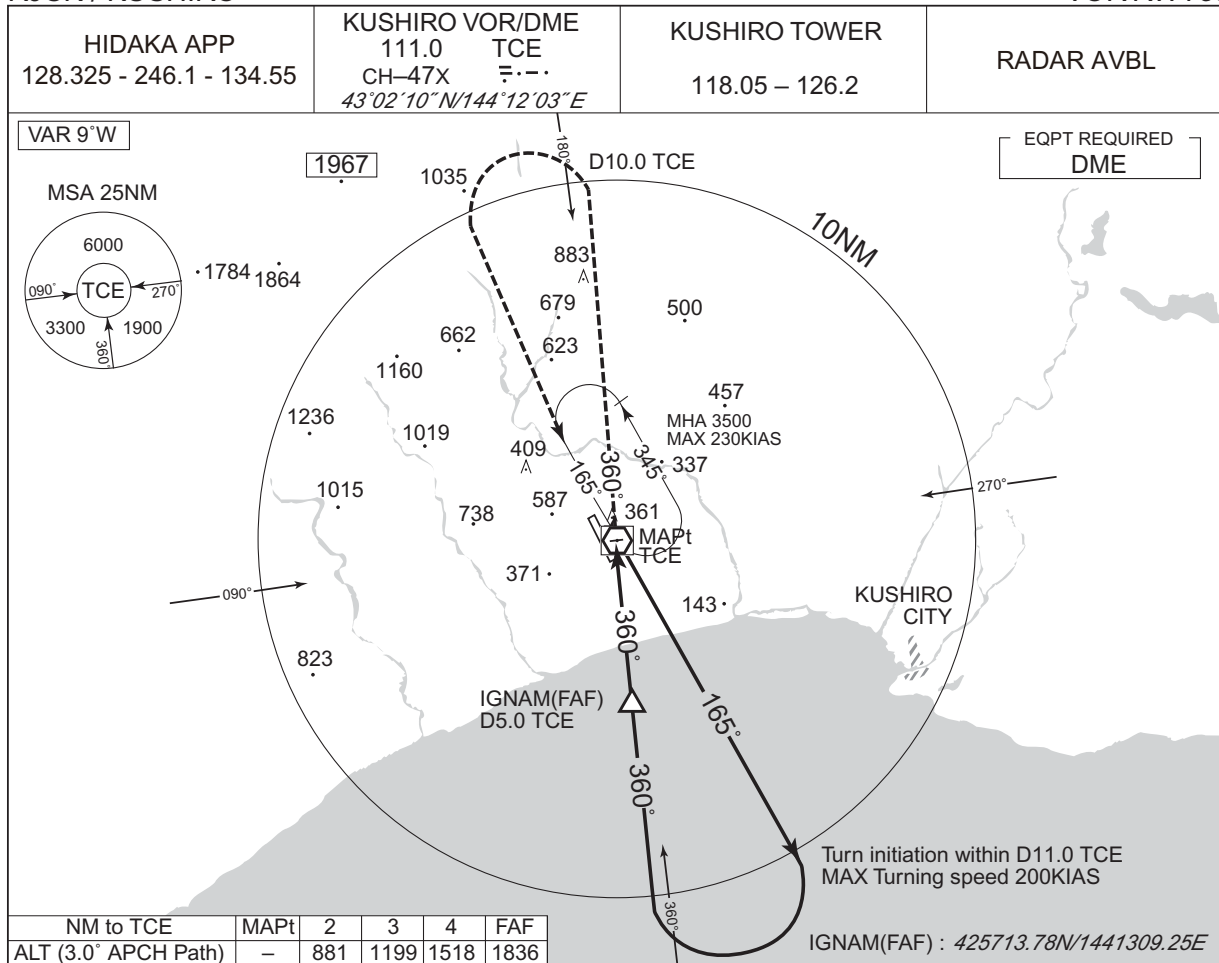 HIDAKA APP
128.325 - 246.1 - 134.55
KUSHIRO VOR/DME
111.0 TCE
CH–47X
43°02´10˝N/144°12´03˝E
KUSHIRO TOWER
118.05 – 126.2
RADAR AVBL
VAR 9°W
EQPT REQUIRED
DME
MSA 25NM
6000
TCE
090°
270°
3300
1900
360°
1967
1035
180°
D10.0 TCE
10NM
1784
1864
883
679
500
662
623
1160
457
MHA 3500
MAX 230KIAS
1236
1019
409
165°
360°
345°
337
270°
1015
738
587
361
MAPt
TCE
371
090°
143
KUSHIRO
CITY
360°
823
IGNAM(FAF)
D5.0 TCE
165°
360°
Turn initiation within D11.0 TCE
MAX Turning speed 200KIAS
360°
NM to TCE MAPt 2 3 4 FAF
ALT (3.0° APCH Path) – 881 1199 1518 1836
IGNAM(FAF) : 425713.78N/1441309.25E